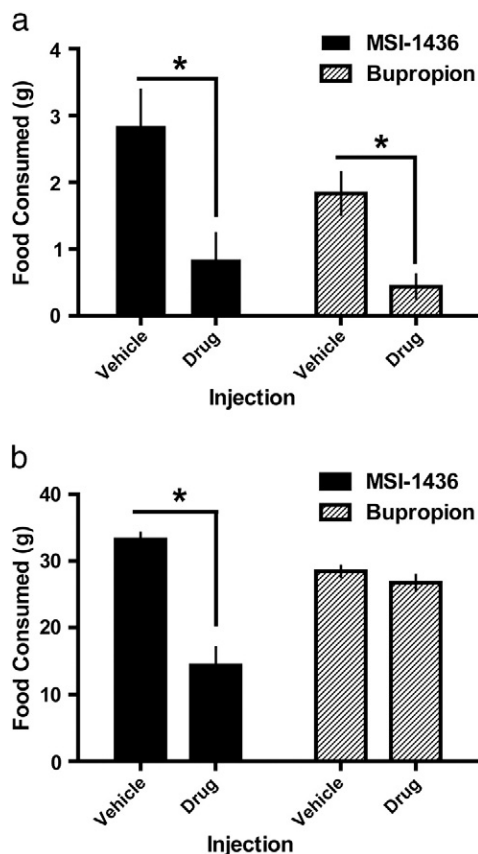 a
MSI-1436
Bupropion
*
*
Food Consumed (g)
4
3
2
1
0
Vehicle
Drug
Vehicle
Drug
Injection
b
MSI-1436
Bupropion
*
Food Consumed (g)
40
30
20
10
0
Vehicle
Drug
Vehicle
Drug
Injection